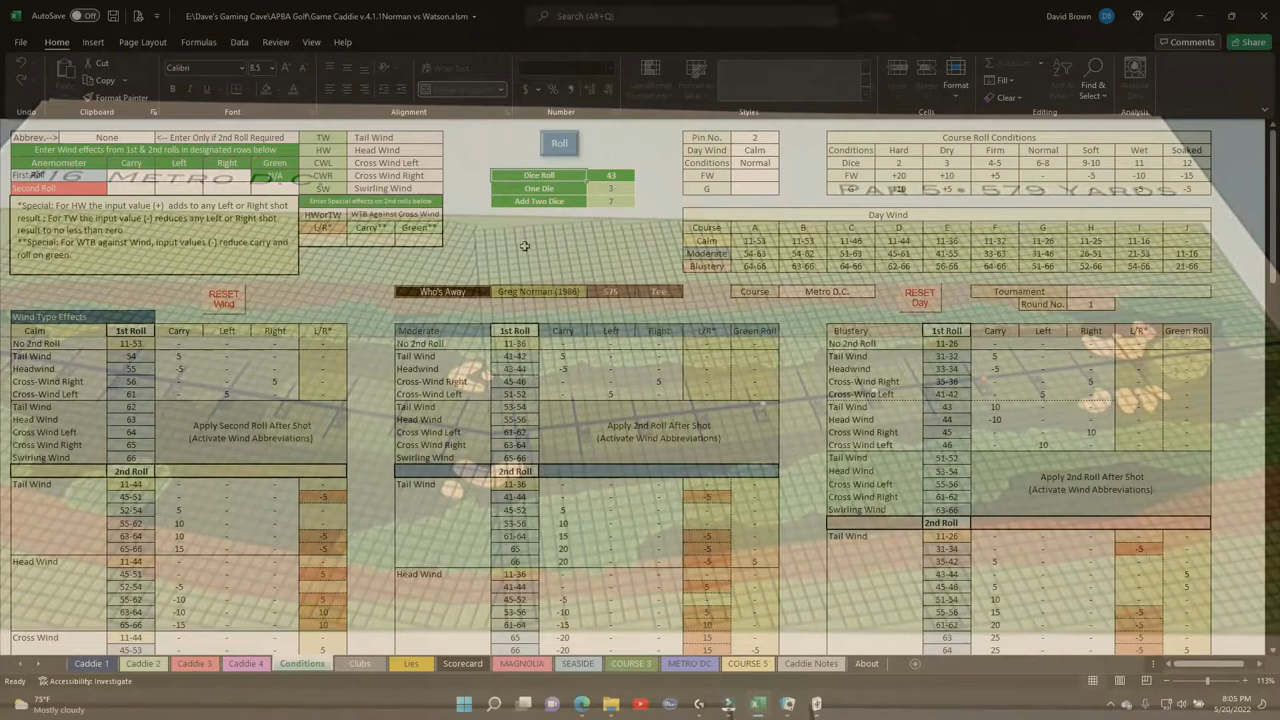 AutoSave Off E:\Dave's Gaming Cave\APBA Golf\Game Caddie v.4.1.1Norman vs Watson.xlsm Search (Alt+Q) David Brown DB
File Home Insert Page Layout Formulas Data Review View Help Comments Share
Cut
Copy
Format Painter
Paste
Calibri 8.5
Format
Fill
Clear
Find & Select
Undo Clipboard Font Alignment Number Styles Cells Editing Analysis
Abbrev.--> None <-- Enter Only if 2nd Roll Required TW Tail Wind
Enter Wind effects from 1st & 2nd rolls in designated rows below HW Head Wind
Anemometer Carry Left Right Green CWL Cross Wind Left
First Roll N/A CWR Cross Wind Right
Second Roll SW Swirling Wind
*Special: For HW the input value (+) adds to any Left or Right shot result; For TW the input value (-) reduces any Left or Right shot result to no less than zero.
**Special: For WTB against Wind, input values (-) reduce carry and roll on green.
Enter Special effects on 2nd rolls below
HWorTW WTB Against Cross Wind
L/R* Carry** Green**
#16 METRO D.C. PAR 5 • 579 YARDS
Roll
Dice Roll 43
One Die 3
Add Two Dice 7
Pin No. 2
Day Wind Calm
Conditions Normal
FW -
G -
Course Roll Conditions
Conditions Hard Dry Firm Normal Soft Wet Soaked
Dice 2 3 4-5 6-8 9-10 11 12
FW +20 +10 +5 - -5 -10 -15
G +10 +5 - - - -5 -5
Day Wind
Course A B C D E F G H I J
Calm 11-53 11-53 11-46 11-44 11-36 11-32 11-26 11-25 11-16 -
Moderate 54-63 54-62 51-63 45-61 41-55 33-63 31-46 26-51 21-53 11-16
Blustery 64-66 63-66 64-66 62-66 56-66 64-66 51-66 52-66 54-66 21-66
RESET Wind
Who's Away Greg Norman (1986) 575 Tee
Course Metro D.C.
RESET Day
Tournament
Round No. 1
Wind Type Effects
Calm 1st Roll Carry Left Right L/R*
No 2nd Roll 11-53 - - - -
Tail Wind 54 5 - -
Headwind 55 -5 - -
Cross-Wind Right 56 - - 5
Cross-Wind Left 61 - 5 -
Tail Wind 62
Head Wind 63
Cross Wind Left 64
Cross Wind Right 65
Swirling Wind 66
Apply Second Roll After Shot
(Activate Wind Abbreviations)
2nd Roll
Tail Wind 11-44 - - - -
45-51 - - - -5
52-54 5 - - -
55-62 10 - - -
63-64 10 - - -5
65-66 15 - - -5
Head Wind 11-44 - - - -
45-51 - - - 5
52-54 -5 - - -
55-62 -10 - - 5
63-64 -10 - - 10
65-66 -15 - - 10
Cross Wind 11-44 - - - -
45-53 - - - 5
Moderate 1st Roll Carry Left Right L/R* Green Roll
No 2nd Roll 11-36 - - -
Tail Wind 41-42 5 - -
Headwind 43-44 -5 - -
Cross-Wind Right 45-46 - - 5
Cross-Wind Left 51-52 - 5 -
Tail Wind 53-54
Head Wind 55-56
Cross Wind Left 61-62
Cross Wind Right 63-64
Swirling Wind 65-66
Apply 2nd Roll After Shot
(Activate Wind Abbreviations)
2nd Roll
Tail Wind 11-36 - - - - -
41-44 - - - -5 -
45-52 5 - - - -
53-56 10 - - - -
61-64 15 - - -5 -
65 20 - - -5 -
66 20 - - -5 5
Head Wind 11-36 - - - - -
41-44 - - - 5 -
45-52 -5 - - - -
53-56 -10 - - 5 -
61-64 -15 - - 10 -
65 -20 - - 15 -
66 -20 - - 15 -5
Blustery 1st Roll Carry Left Right L/R* Green Roll
No 2nd Roll 11-26 - - - - -
Tail Wind 31-32 5 - -
Headwind 33-34 -5 - -
Cross-Wind Right 35-36 - - 5
Cross-Wind Left 41-42 - 5 -
Tail Wind 43 10 - -
Head Wind 44 -10 - -
Cross Wind Right 45 - - 10
Cross Wind Left 46 - 10 -
Tail Wind 51-52
Head Wind 53-54
Cross Wind Left 55-56
Cross Wind Right 61-62
Swirling Wind 63-66
Apply 2nd Roll After Shot
(Activate Wind Abbreviations)
2nd Roll
Tail Wind 11-26 - - - - -
31-34 - - - -5 -
35-42 5 - - - -
43-44 5 - - - 5
45-46 10 - - - 5
51-54 10 - - - -
55-56 15 - - -5 -
61-62 20 - - -5 -
63 25 - - - -
64 25 - - -5 5
Caddie 1 Caddie 2 Caddie 3 Caddie 4 Conditions Clubs Lies Scorecard MAGNOLIA SEASIDE COURSE 3 METRO DC COURSE 5 Caddie Notes About
Ready Accessibility: Investigate 113%
75°F
Mostly cloudy
8:05 PM
5/20/2022